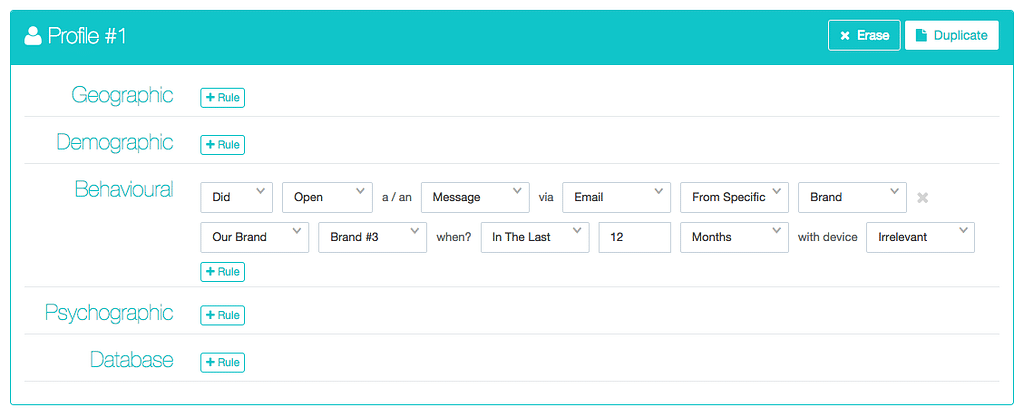 Profile #1
Erase
Duplicate
Geographic
+ Rule
Demographic
+ Rule
Behavioural
Did Open a / an Message via Email From Specific Brand
Our Brand Brand #3 when? In The Last 12 Months with device Irrelevant
+ Rule
Psychographic
+ Rule
Database
+ Rule